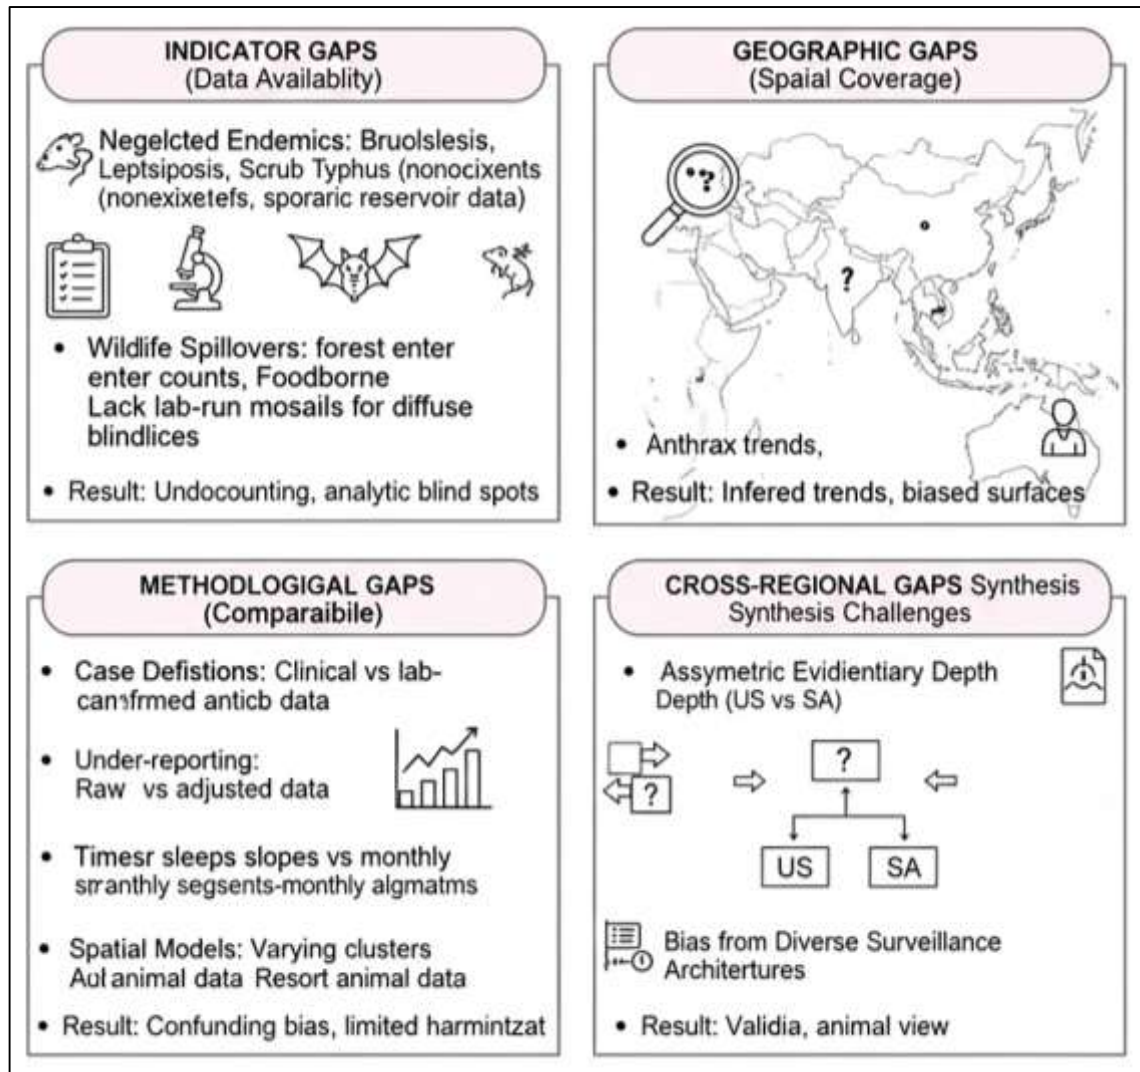 INDICATOR GAPS
(Data Availablity)
Negelcted Endemics: Bruolslesis,
Leptsiposis, Scrub Typhus (nonocixents
(nonexixetefs, sporaric reservoir data)
• Wildlife Spillovers: forest enter
enter counts, Foodborne
Lack lab-run mosails for diffuse
blindlices
• Result: Undocounting, analytic blind spots
GEOGRAPHIC GAPS
(Spaial Coverage)
?
?
• Anthrax trends,
• Result: Infered trends, biased surfaces
METHODLOGIGAL GAPS
(Comparaibile)
• Case Defistions: Clinical vs lab-
data
• Under-reporting:
Raw vs adjusted data
• Timesr sleeps slopes vs monthly
segsents-monthly algmatms
• Spatial Models: Varying clusters
animal data Resort animal data
• Result: Confunding bias, limited harmintzat
CROSS-REGIONAL GAPS Synthesis
Synthesis Challenges
• Assymetric Evidientiary Depth
Depth (US vs SA)
?
?
US SA
Bias from Diverse Surveillance
Architertures
• Result: Validia, animal view